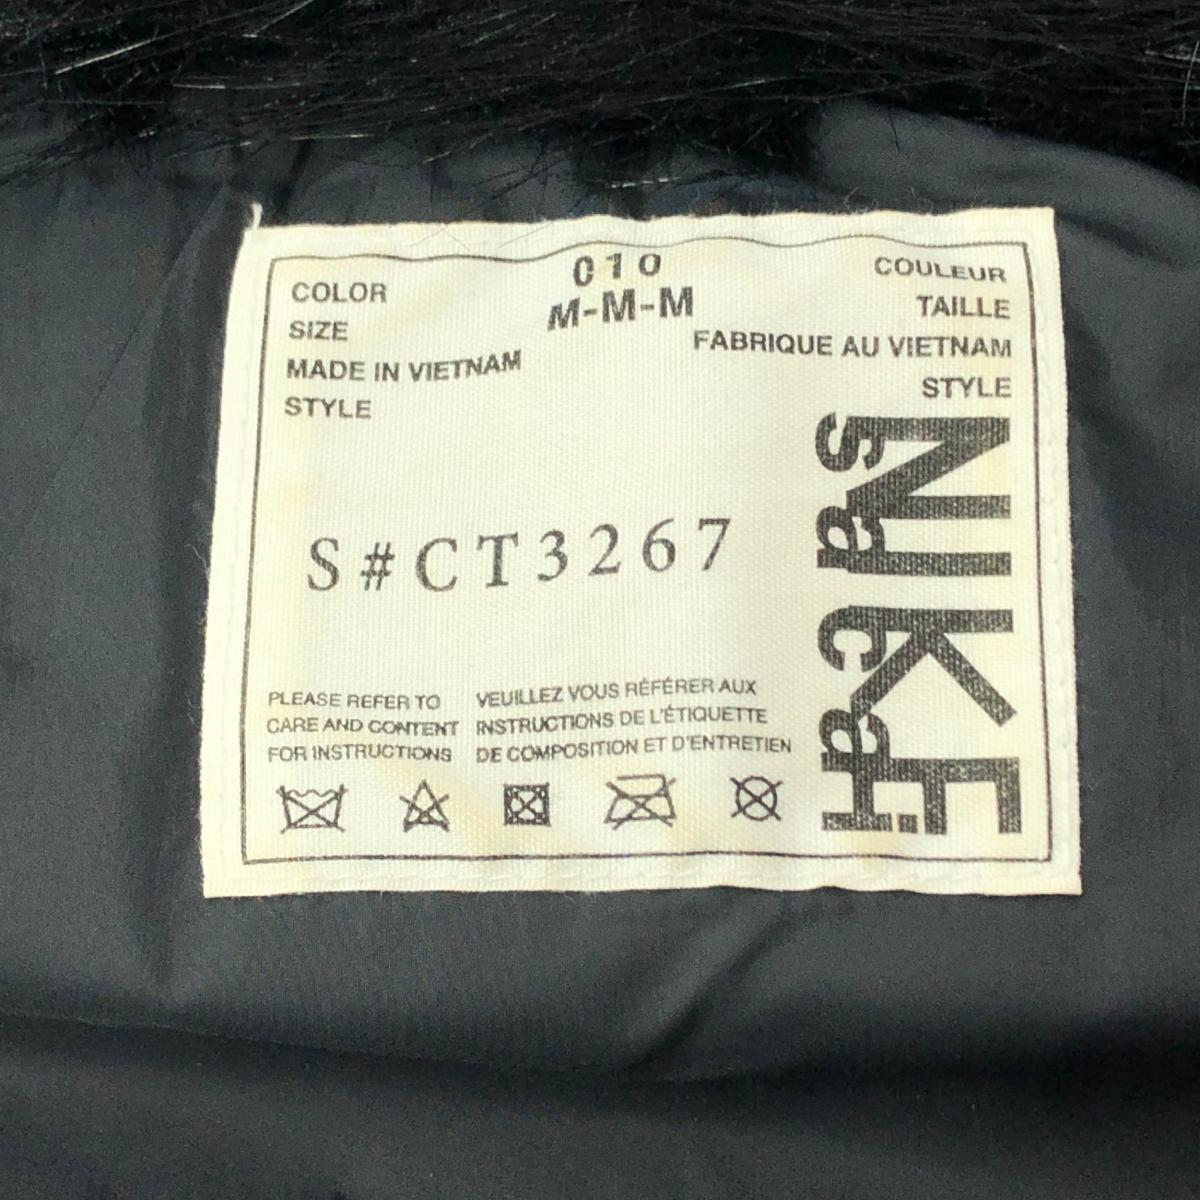 COLOR 010 COULEUR
SIZE M-M-M TAILLE
MADE IN VIETNAM FABRIQUE AU VIETNAM
STYLE STYLE
S#CT3267
NIKE
sacai
PLEASE REFER TO
CARE AND CONTENT
FOR INSTRUCTIONS
VEUILLEZ VOUS RÉFÉRER AUX
INSTRUCTIONS DE L'ÉTIQUETTE
DE COMPOSITION ET D'ENTRETIEN